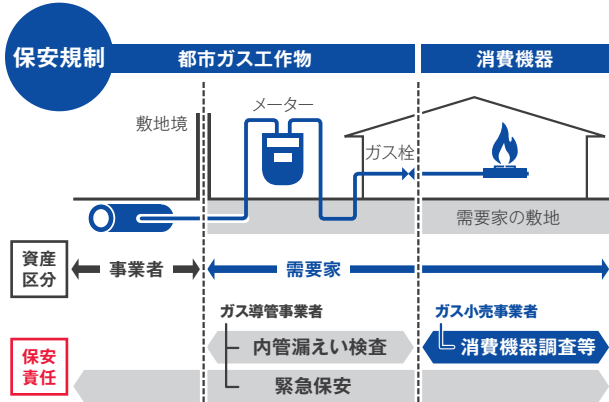 保安規制
都市ガス工作物
消費機器
メーター
敷地境
ガス栓
需要家の敷地
資産
区分
事業者
需要家
ガス導管事業者
ガス小売事業者
保安
責任
内管漏えい検査
消費機器調査等
緊急保安